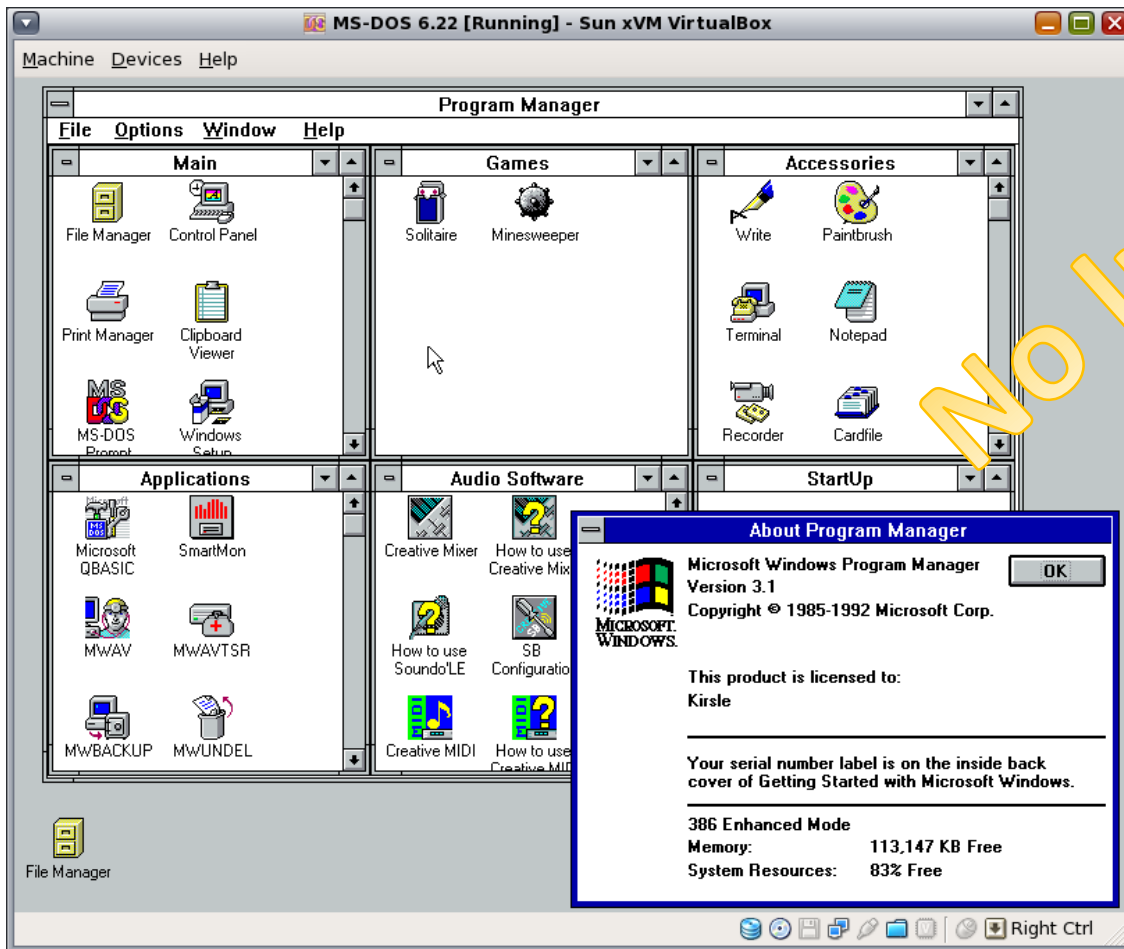 MS-DOS 6.22 [Running] - Sun xVM VirtualBox
Machine Devices Help
Program Manager
File Options Window Help
Main
File Manager
Control Panel
Print Manager
Clipboard
Viewer
MS-DOS
Prompt
Windows
Setup
Games
Solitaire
Minesweeper
Accessories
Write
Paintbrush
Terminal
Notepad
Recorder
Cardfile
Applications
Microsoft
QBASIC
SmartMon
MWAV
MWAVTSR
MWBACKUP
MWUNDEL
Audio Software
Creative Mixer
How to use
Creative Mix
How to use
Soundo'LE
SB
Configuratio
Creative MIDI
How to use
Creative MID
StartUp
About Program Manager
MICROSOFT.
WINDOWS.
Microsoft Windows Program Manager
Version 3.1
Copyright © 1985-1992 Microsoft Corp.
OK
This product is licensed to:
Kirsle
Your serial number label is on the inside back
cover of Getting Started with Microsoft Windows.
386 Enhanced Mode
Memory: 113,147 KB Free
System Resources: 83% Free
File Manager
Right Ctrl
No